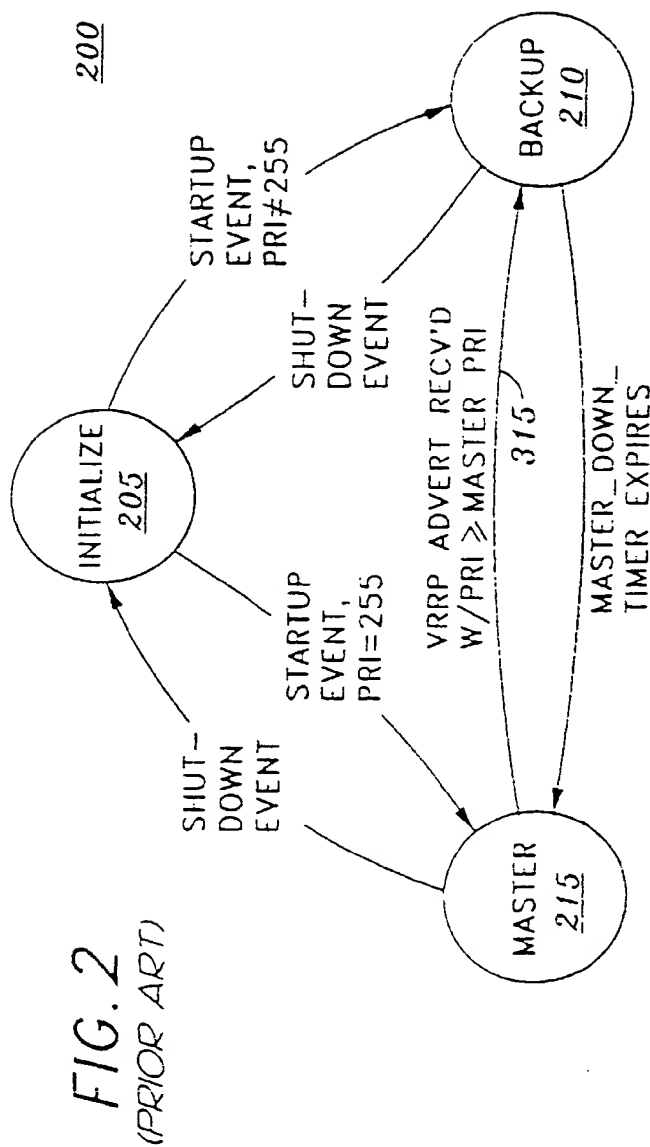 FIG. 2
(PRIOR ART)
200
INITIALIZE
205
STARTUP
EVENT,
PRI≠255
SHUT-
DOWN
EVENT
STARTUP
EVENT,
PRI=255
SHUT-
DOWN
EVENT
VRRP ADVERT RECV'D
W/PRI ⩾ MASTER PRI
315
MASTER_DOWN_
TIMER EXPIRES
MASTER
215
BACKUP
210